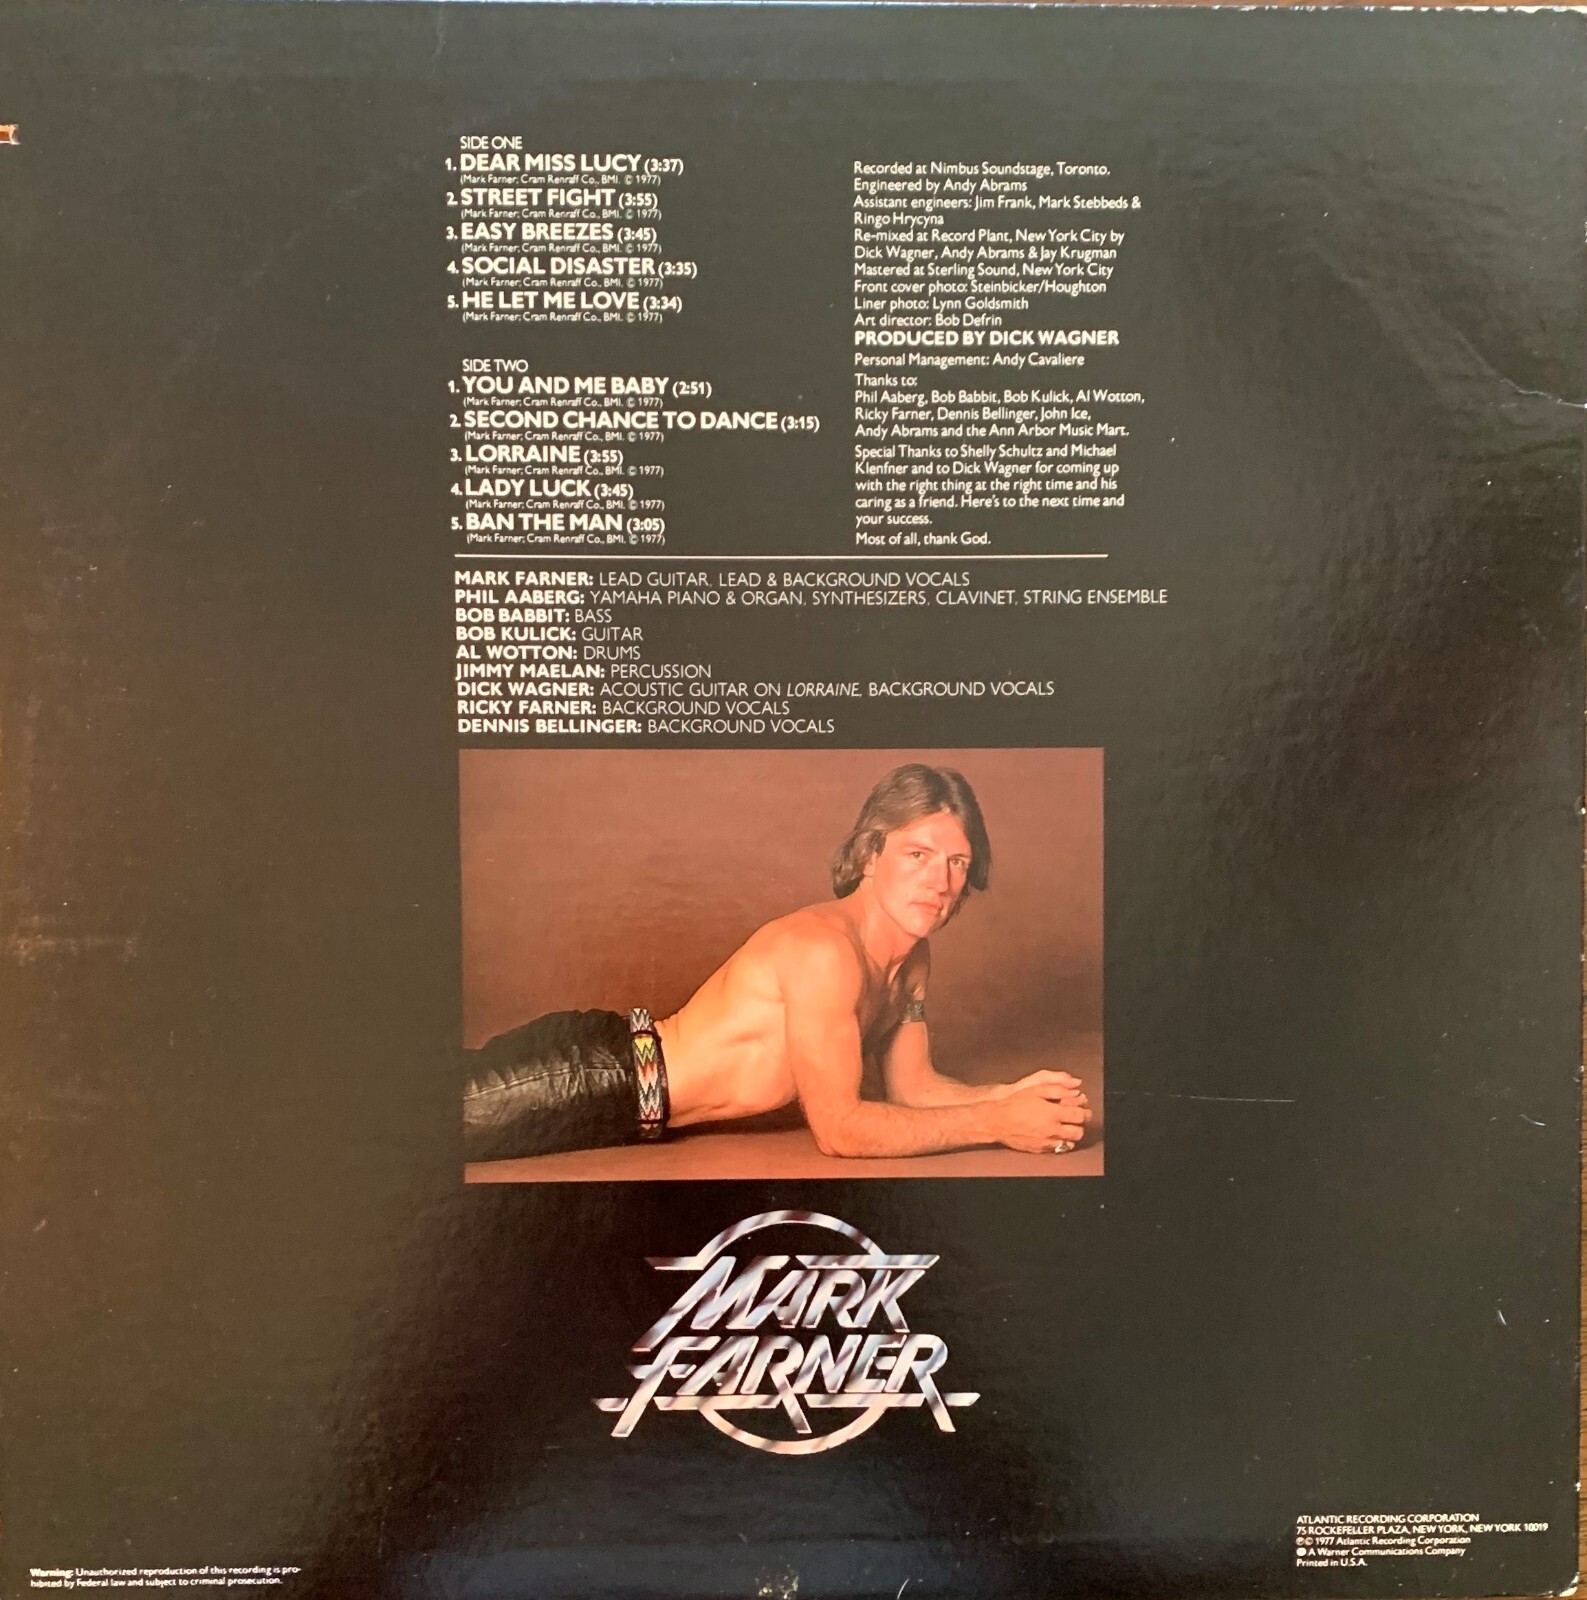 SIDE ONE
1. DEAR MISS LUCY (3:37)
(Mark Farner; Cram Renraff Co., BMI. © 1977)
2. STREET FIGHT (3:55)
(Mark Farner; Cram Renraff Co., BMI. © 1977)
3. EASY BREEZES (3:45)
(Mark Farner; Cram Renraff Co., BMI. © 1977)
4. SOCIAL DISASTER (3:35)
(Mark Farner; Cram Renraff Co., BMI. © 1977)
5. HE LET ME LOVE (3:34)
(Mark Farner; Cram Renraff Co., BMI. © 1977)
SIDE TWO
1. YOU AND ME BABY (2:51)
(Mark Farner; Cram Renraff Co., BMI. © 1977)
2. SECOND CHANCE TO DANCE (3:15)
(Mark Farner; Cram Renraff Co., BMI. © 1977)
3. LORRAINE (3:55)
(Mark Farner; Cram Renraff Co., BMI. © 1977)
4. LADY LUCK (3:45)
(Mark Farner; Cram Renraff Co., BMI. © 1977)
5. BAN THE MAN (3:05)
(Mark Farner; Cram Renraff Co., BMI. © 1977)
Recorded at Nimbus Soundstage, Toronto.
Engineered by Andy Abrams
Assistant engineers: Jim Frank, Mark Stebbeds &
Ringo Hrycyna
Re-mixed at Record Plant, New York City by
Dick Wagner, Andy Abrams & Jay Krugman
Mastered at Sterling Sound, New York City
Front cover photo: Steinbicker/Houghton
Liner photo: Lynn Goldsmith
Art director: Bob Defrin
PRODUCED BY DICK WAGNER
Personal Management: Andy Cavaliere
Thanks to:
Phil Aaberg, Bob Babbit, Bob Kulick, Al Wotton,
Ricky Farner, Dennis Bellinger, John Ice,
Andy Abrams and the Ann Arbor Music Mart.
Special Thanks to Shelly Schultz and Michael
Klenfner and to Dick Wagner for coming up
with the right thing at the right time and his
caring as a friend. Here's to the next time and
your success.
Most of all, thank God.
MARK FARNER: LEAD GUITAR, LEAD & BACKGROUND VOCALS
PHIL AABERG: YAMAHA PIANO & ORGAN, SYNTHESIZERS, CLAVINET, STRING ENSEMBLE
BOB BABBIT: BASS
BOB KULICK: GUITAR
AL WOTTON: DRUMS
JIMMY MAELAN: PERCUSSION
DICK WAGNER: ACOUSTIC GUITAR ON LORRAINE, BACKGROUND VOCALS
RICKY FARNER: BACKGROUND VOCALS
DENNIS BELLINGER: BACKGROUND VOCALS
MARK
FARNER
ATLANTIC RECORDING CORPORATION
75 ROCKEFELLER PLAZA, NEW YORK, NEW YORK 10019
℗© 1977 Atlantic Recording Corporation
A Warner Communications Company
Printed in U.S.A.
Warning: Unauthorized reproduction of this recording is pro-
hibited by Federal law and subject to criminal prosecution.